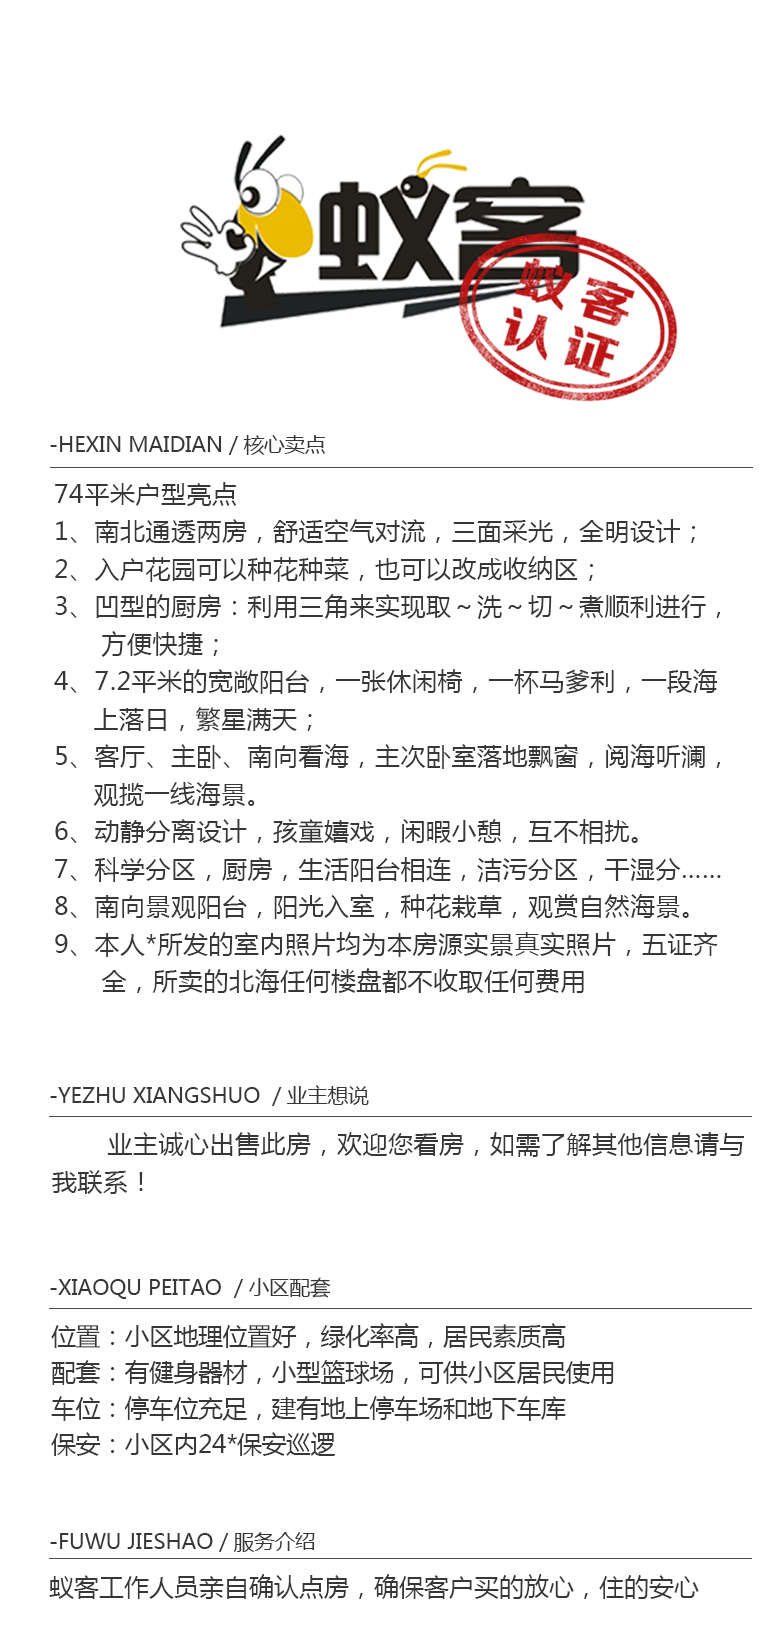 蚁客
蚁客
认证
-HEXIN MAIDIAN / 核心卖点
74平米户型亮点
1、南北通透两房，舒适空气对流，三面采光，全明设计；
2、入户花园可以种花种菜，也可以改成收纳区；
3、凹型的厨房：利用三角来实现取～洗～切～煮顺利进行，
方便快捷；
4、7.2平米的宽敞阳台，一张休闲椅，一杯马爹利，一段海
上落日，繁星满天；
5、客厅、主卧、南向看海，主次卧室落地飘窗，阅海听澜，
观揽一线海景。
6、动静分离设计，孩童嬉戏，闲暇小憩，互不相扰。
7、科学分区，厨房，生活阳台相连，洁污分区，干湿分......
8、南向景观阳台，阳光入室，种花栽草，观赏自然海景。
9、本人*所发的室内照片均为本房源实景真实照片，五证齐
全，所卖的北海任何楼盘都不收取任何费用
-YEZHU XIANGSHUO / 业主想说
业主诚心出售此房，欢迎您看房，如需了解其他信息请与
我联系！
-XIAOQU PEITAO / 小区配套
位置：小区地理位置好，绿化率高，居民素质高
配套：有健身器材，小型篮球场，可供小区居民使用
车位：停车位充足，建有地上停车场和地下车库
保安：小区内24*保安巡逻
-FUWU JIESHAO / 服务介绍
蚁客工作人员亲自确认点房，确保客户买的放心，住的安心